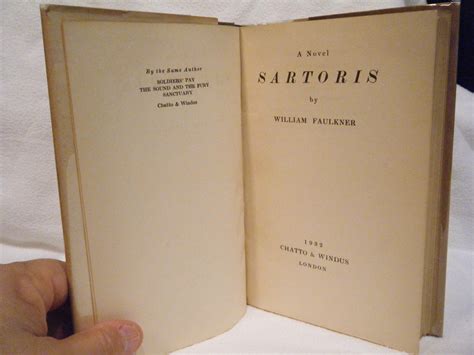 By the Same Author
SOLDIERS' PAY
THE SOUND AND THE FURY
SANCTUARY
Chatto & Windus
A Novel
SARTORIS
by
WILLIAM FAULKNER
1932
CHATTO & WINDUS
LONDON